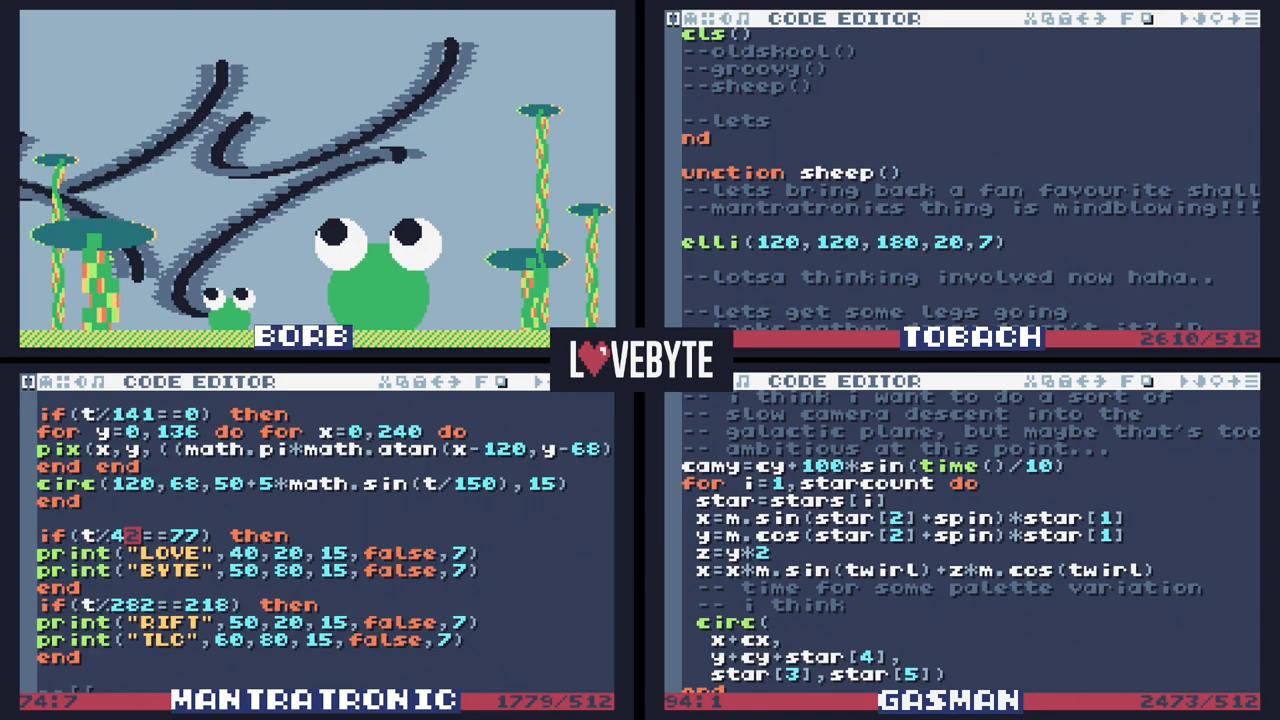 BORB
CODE EDITOR
F
cls()
--oldskool()
--groovy()
--sheep()
--Lets
nd
unction sheep()
--Lets bring back a fan favourite shall
--mantratronics thing is mindblowing!!!
elli(120,120,180,20,7)
--Lotsa thinking involved now haha..
--Lets get some legs going
TOBACH
2610/512
LOVEBYTE
CODE EDITOR
F
if(t%141==0) then
for y=0,136 do for x=0,240 do
pix(x,y,((math.pi*math.atan(x-120,y-68)
end end
circ(120,68,50+5*math.sin(t/150),15)
end
if(t%42==77) then
print("LOVE",40,20,15,false,7)
print("BYTE",50,80,15,false,7)
end
if(t%282==218) then
print("RIFT",50,20,15,false,7)
print("TLC",60,80,15,false,7)
end
--[[
74:7
MANTRATRONIC
1779/512
CODE EDITOR
F
-- i think i want to do a sort of
-- slow camera descent into the
-- galactic plane, but maybe that's too
-- ambitious at this point...
camy=cy+100*sin(time()/10)
for i=1,starcount do
star=stars[i]
x=m.sin(star[2]+spin)*star[1]
y=m.cos(star[2]+spin)*star[1]
z=y*2
x=x*m.sin(twirl)+z*m.cos(twirl)
-- time for some palette variation
-- i think
circ(
x+cx,
y+cy+star[4],
star[3],star[5])
end
94:1
GASMAN
2473/512